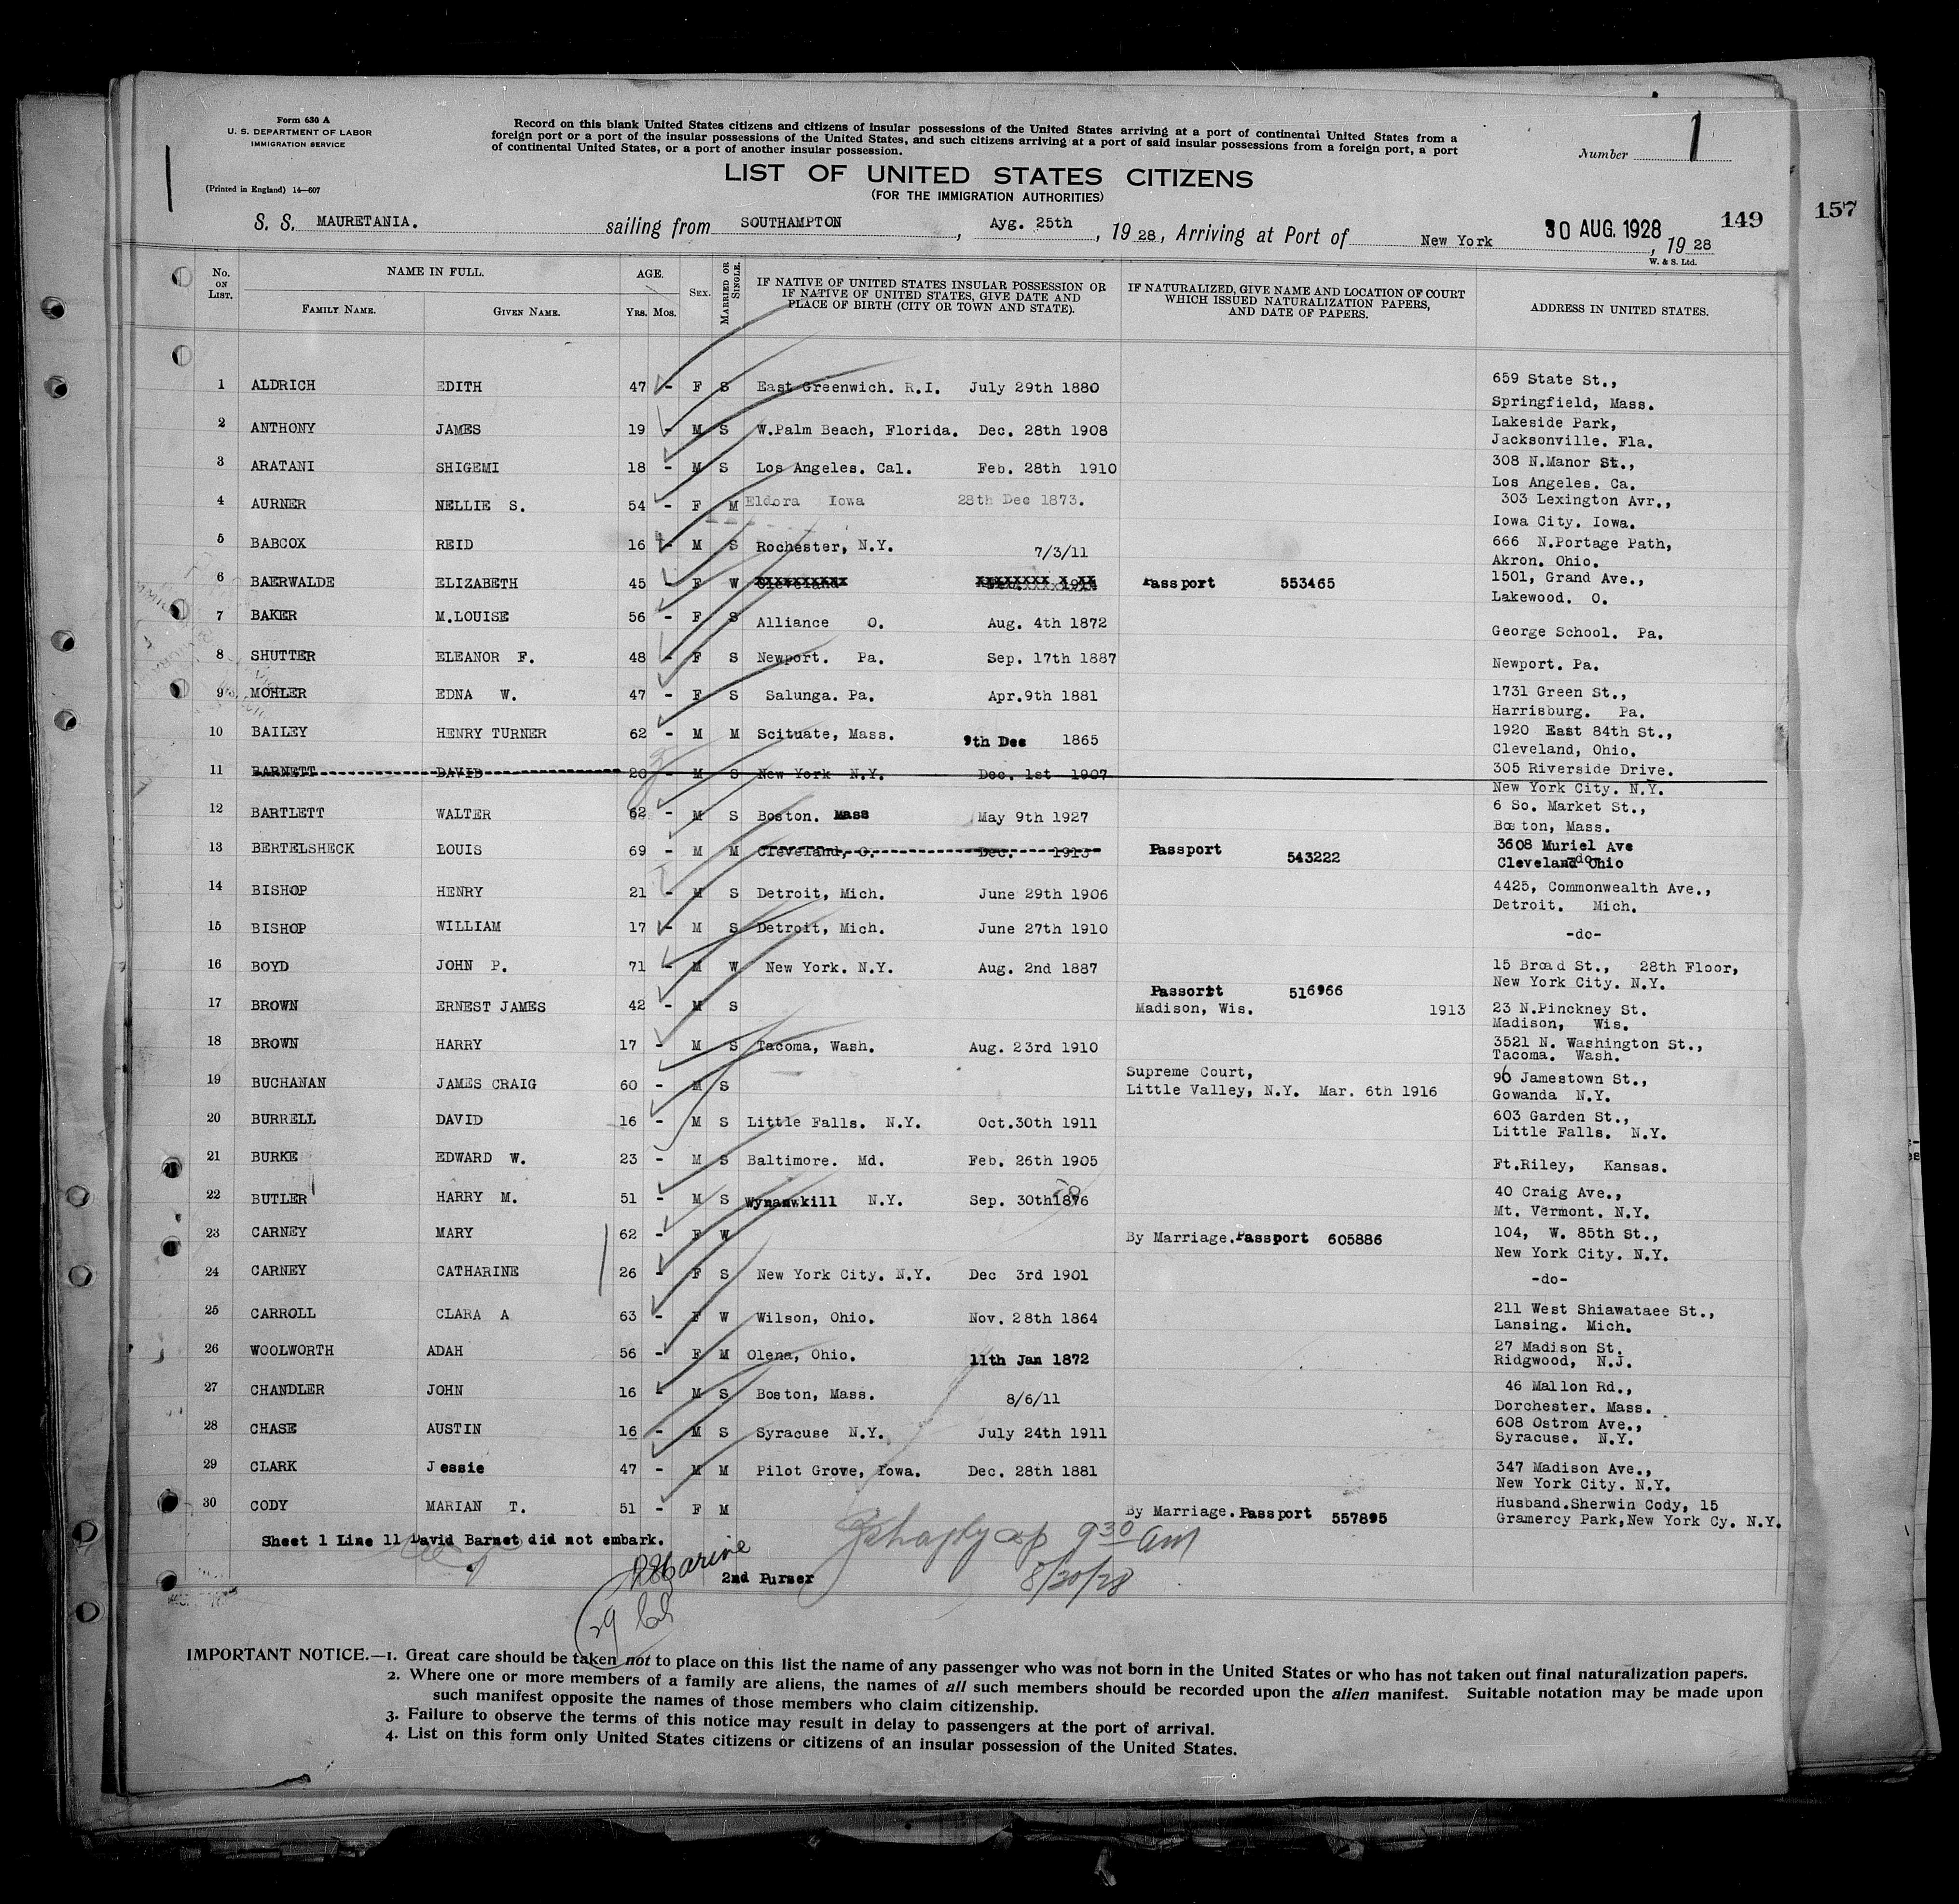 Form 630 A
U. S. DEPARTMENT OF LABOR
IMMIGRATION SERVICE
(Printed in England) 14—607
Record on this blank United States citizens and citizens of insular possessions of the United States arriving at a port of continental United States from a
foreign port or a port of the insular possessions of the United States, and such citizens arriving at a port of said insular possessions from a foreign port, a port
of continental United States, or a port of another insular possession.
Number 1
LIST OF UNITED STATES CITIZENS
(FOR THE IMMIGRATION AUTHORITIES)
149
157
S. S. MAURETANIA. sailing from SOUTHAMPTON, Ayg. 25th, 19 28, Arriving at Port of New York 30 AUG. 1928, 19 28
W. & S. Ltd.
No. ON LIST. NAME IN FULL. AGE. SEX. MARRIED OR SINGLE. IF NATIVE OF UNITED STATES INSULAR POSSESSION OR IF NATIVE OF UNITED STATES, GIVE DATE AND PLACE OF BIRTH (CITY OR TOWN AND STATE). IF NATURALIZED, GIVE NAME AND LOCATION OF COURT WHICH ISSUED NATURALIZATION PAPERS, AND DATE OF PAPERS. ADDRESS IN UNITED STATES.
FAMILY NAME. GIVEN NAME. YRS. MOS.
1 ALDRICH EDITH 47 - F S East Greenwich. R.I. July 29th 1880 659 State St.,
Springfield, Mass.
2 ANTHONY JAMES 19 - M S W.Palm Beach, Florida. Dec. 28th 1908 Lakeside Park,
Jacksonville. Fla.
3 ARATANI SHIGEMI 18 - M S Los Angeles. Cal. Feb. 28th 1910 308 N.Manor St.,
Los Angeles. Ca.
4 AURNER NELLIE S. 54 - F M Eldora Iowa 28th Dec 1873. 303 Lexington Avr.,
Iowa City. Iowa.
5 BABCOX REID 16 - M S Rochester, N.Y. 7/3/11 666 N.Portage Path,
Akron. Ohio.
6 BAERWALDE ELIZABETH 45 - F W Cleveland 1914 Passport 553465 1501, Grand Ave.,
Lakewood. O.
7 BAKER M.LOUISE 56 - F S Alliance O. Aug. 4th 1872 George School. Pa.
8 SHUTTER ELEANOR F. 48 - F S Newport. Pa. Sep. 17th 1887 Newport. Pa.
9 MOHLER EDNA W. 47 - F S Salunga. Pa. Apr.9th 1881 1731 Green St.,
Harrisburg. Pa.
10 BAILEY HENRY TURNER 62 - M M Scituate, Mass. 9th Dec 1865 1920 East 84th St.,
Cleveland, Ohio.
11 BARNETT DAVID 20 M S New York N.Y. Dec. 1st 1907 305 Riverside Drive.
New York City. N.Y.
12 BARTLETT WALTER 62 - M S Boston. Mass May 9th 1927 6 So. Market St.,
Boston, Mass.
13 BERTELSHECK LOUIS 69 - M M Cleveland, O. Dec. 1913 Passport 543222 3608 Muriel Ave
Cleveland Ohio -do-
14 BISHOP HENRY 21 - M S Detroit, Mich. June 29th 1906 4425, Commonwealth Ave.,
Detroit. Mich.
15 BISHOP WILLIAM 17 - M S Detroit, Mich. June 27th 1910 -do-
16 BOYD JOHN P. 71 - M W New York. N.Y. Aug. 2nd 1887 15 Broad St., 28th Floor,
New York City. N.Y.
Passortt 516966
17 BROWN ERNEST JAMES 42 - M S Madison, Wis. 1913 23 N.Pinckney St.
Madison, Wis.
18 BROWN HARRY 17 - M S Tacoma, Wash. Aug. 23rd 1910 3521 N. Washington St.,
Tacoma. Wash.
19 BUCHANAN JAMES CRAIG 60 - M S Supreme Court,
Little Valley, N.Y. Mar. 6th 1916 96 Jamestown St.,
Gowanda N.Y.
20 BURRELL DAVID 16 - M S Little Falls. N.Y. Oct.30th 1911 603 Garden St.,
Little Falls. N.Y.
21 BURKE EDWARD W. 23 - M S Baltimore. Md. Feb. 26th 1905 Ft.Riley, Kansas.
22 BUTLER HARRY M. 51 - M S Wynanwkill N.Y. Sep. 30th1876 40 Craig Ave.,
Mt. Vermont. N.Y.
23 CARNEY MARY 62 - F W By Marriage.Passport 605886 104, W. 85th St.,
New York City. N.Y.
24 CARNEY CATHARINE 26 - F S New York City. N.Y. Dec 3rd 1901 -do-
25 CARROLL CLARA A 63 - F W Wilson, Ohio. Nov. 28th 1864 211 West Shiawataee St.,
Lansing. Mich.
26 WOOLWORTH ADAH 56 - F M Olena, Ohio. 11th Jan 1872 27 Madison St.
Ridgwood, N.J.
27 CHANDLER JOHN 16 - M S Boston, Mass. 8/6/11 46 Mallon Rd.,
Dorchester. Mass.
28 CHASE AUSTIN 16 - M S Syracuse N.Y. July 24th 1911 608 Ostrom Ave.,
Syracuse. N.Y.
29 CLARK Jessie 47 - M M Pilot Grove, Iowa. Dec. 28th 1881 347 Madison Ave.,
New York City. N.Y.
30 CODY MARIAN T. 51 - F M By Marriage.Passport 557895 Husband.Sherwin Cody, 15
Gramercy Park,New York Cy. N.Y.
Sheet 1 Line 11 David Barnet did not embark.
9 30 am
8/30/28
2nd Purser
29
IMPORTANT NOTICE.—1. Great care should be taken not to place on this list the name of any passenger who was not born in the United States or who has not taken out final naturalization papers.
2. Where one or more members of a family are aliens, the names of all such members should be recorded upon the alien manifest. Suitable notation may be made upon
such manifest opposite the names of those members who claim citizenship.
3. Failure to observe the terms of this notice may result in delay to passengers at the port of arrival.
4. List on this form only United States citizens or citizens of an insular possession of the United States.